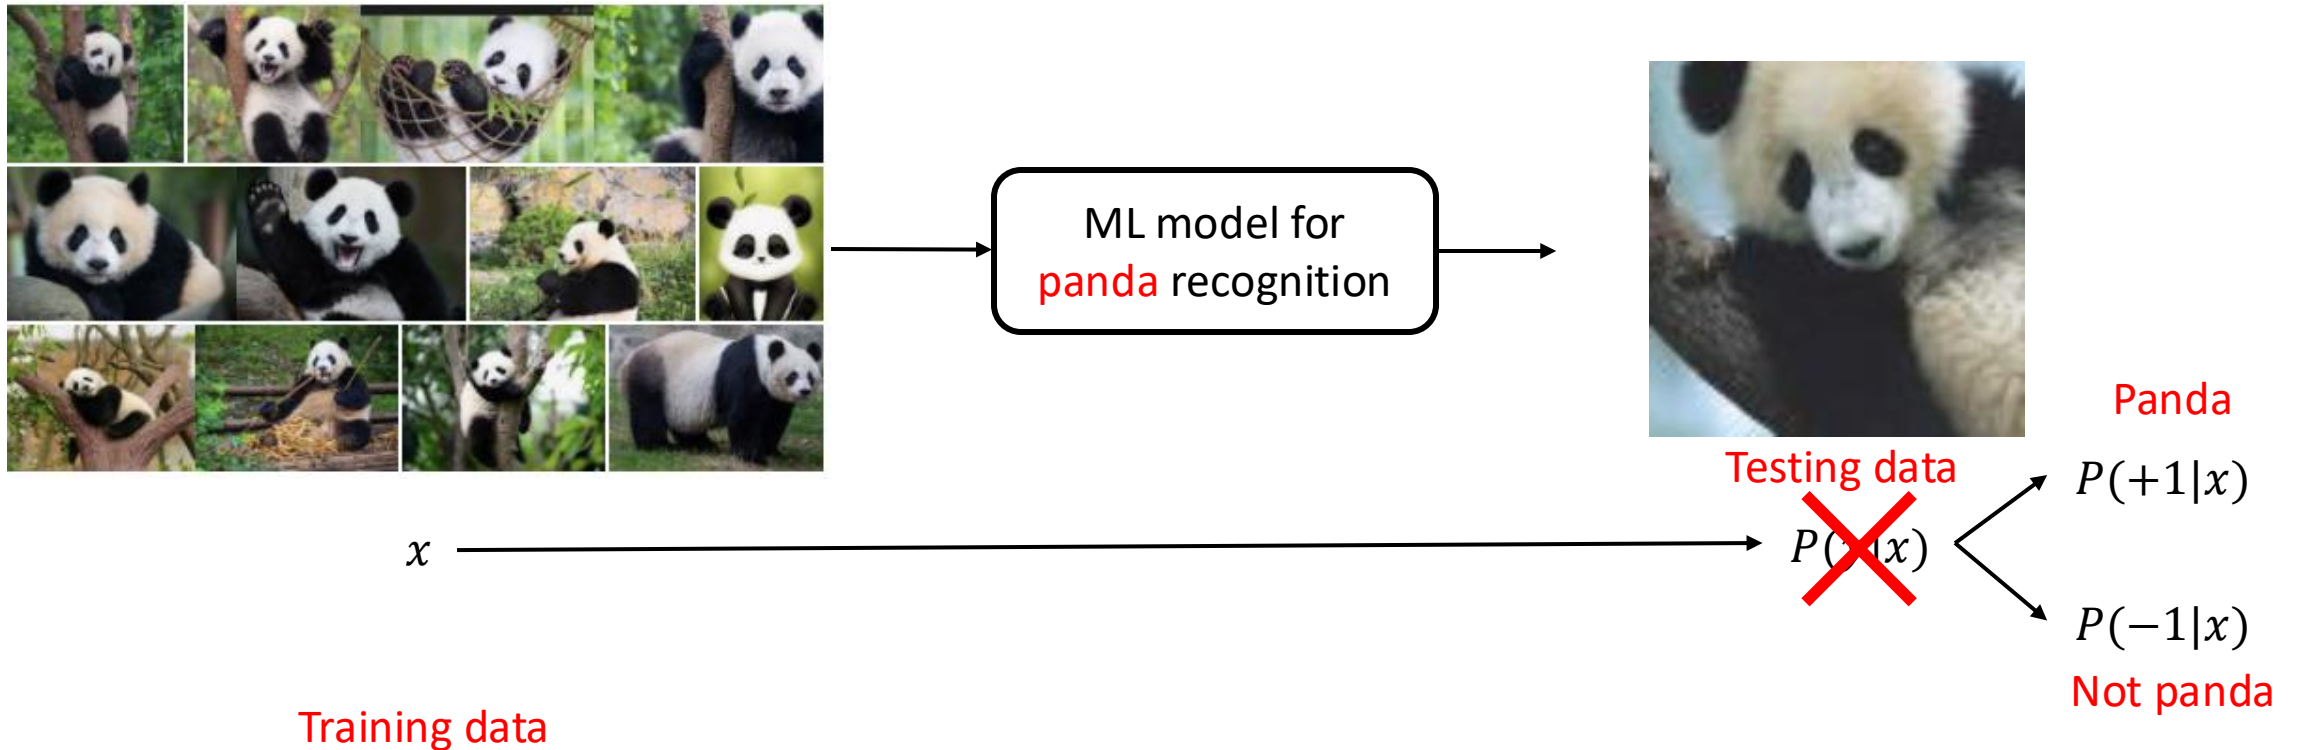 ML model for
panda recognition
Panda
Testing data
P(+1|x)
x
P(y|x)
P(−1|x)
Not panda
Training data